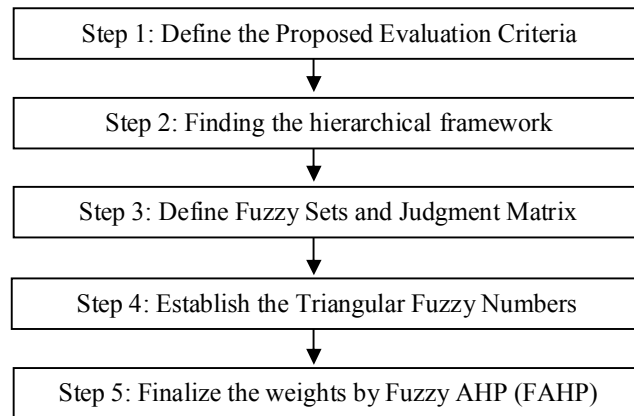 Step 1: Define the Proposed Evaluation Criteria
Step 2: Finding the hierarchical framework
Step 3: Define Fuzzy Sets and Judgment Matrix
Step 4: Establish the Triangular Fuzzy Numbers
Step 5: Finalize the weights by Fuzzy AHP (FAHP)